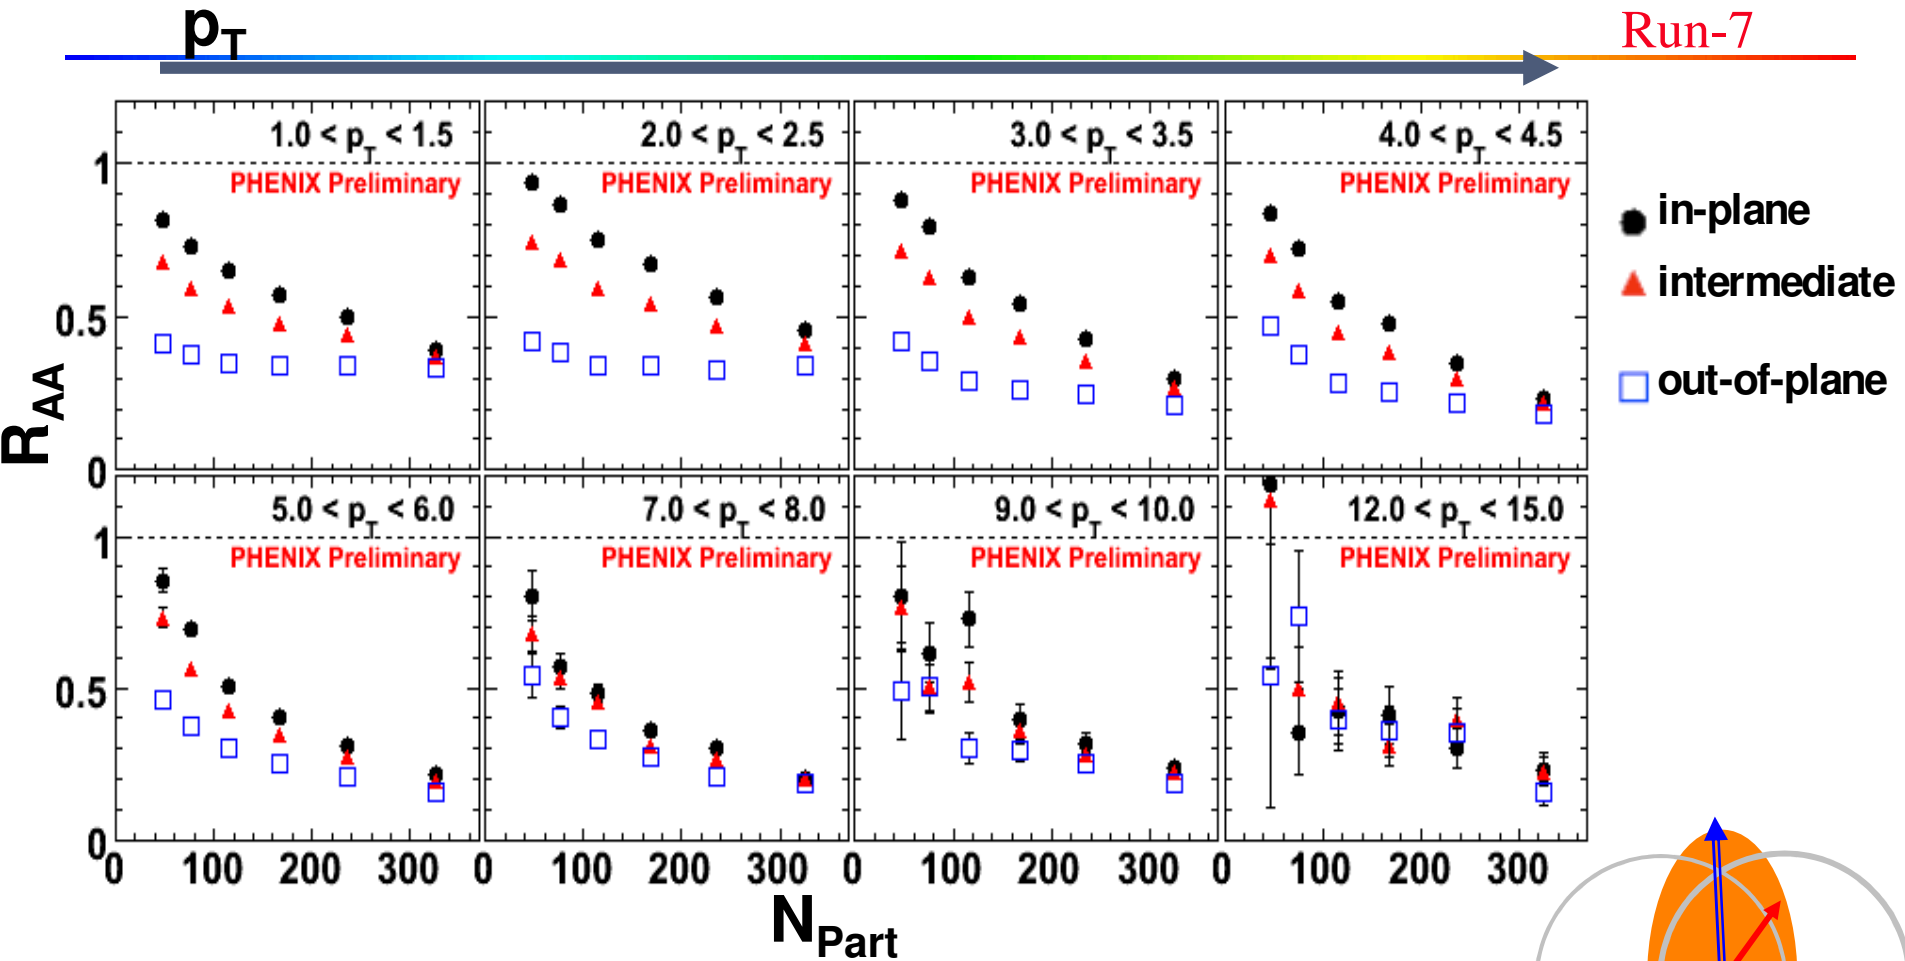 pT
Run-7
1.0 < pT < 1.5
2.0 < pT < 2.5
3.0 < pT < 3.5
4.0 < pT < 4.5
1
PHENIX Preliminary
PHENIX Preliminary
PHENIX Preliminary
PHENIX Preliminary
in-plane
intermediate
0.5
out-of-plane
RAA
0
5.0 < pT < 6.0
7.0 < pT < 8.0
9.0 < pT < 10.0
12.0 < pT < 15.0
1
PHENIX Preliminary
PHENIX Preliminary
PHENIX Preliminary
PHENIX Preliminary
0.5
0
0 100 200 300 0 100 200 300 0 100 200 300 0 100 200 300
NPart